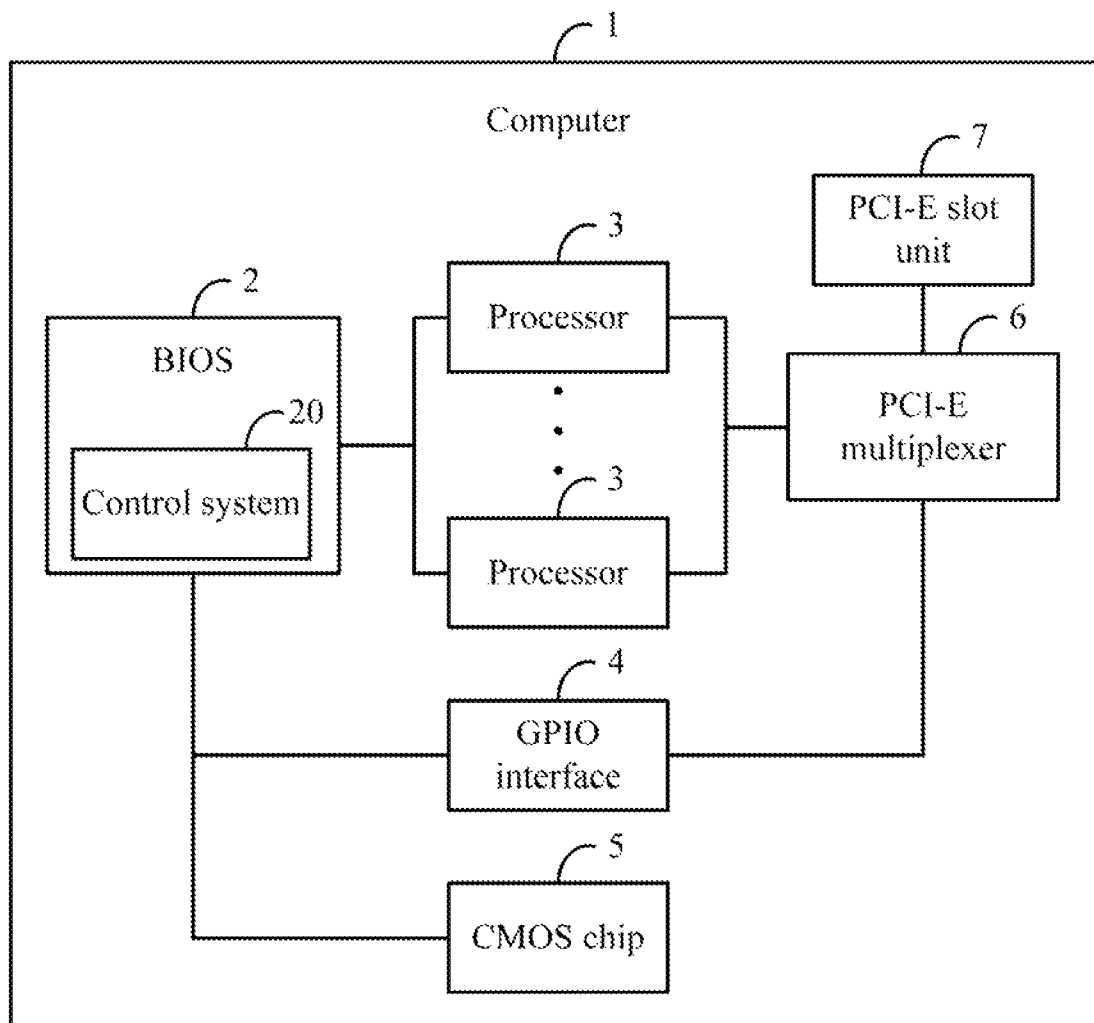 1
Computer
7
PCI-E slot
unit
3
Processor
2
BIOS
6
PCI-E
multiplexer
20
Control system
3
Processor
4
GPIO
interface
5
CMOS chip